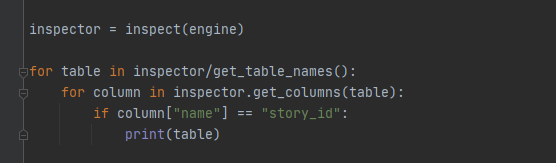 inspector = inspect(engine)
for table in inspector/get_table_names():
for column in inspector.get_columns(table):
if column["name"] == "story_id":
print(table)